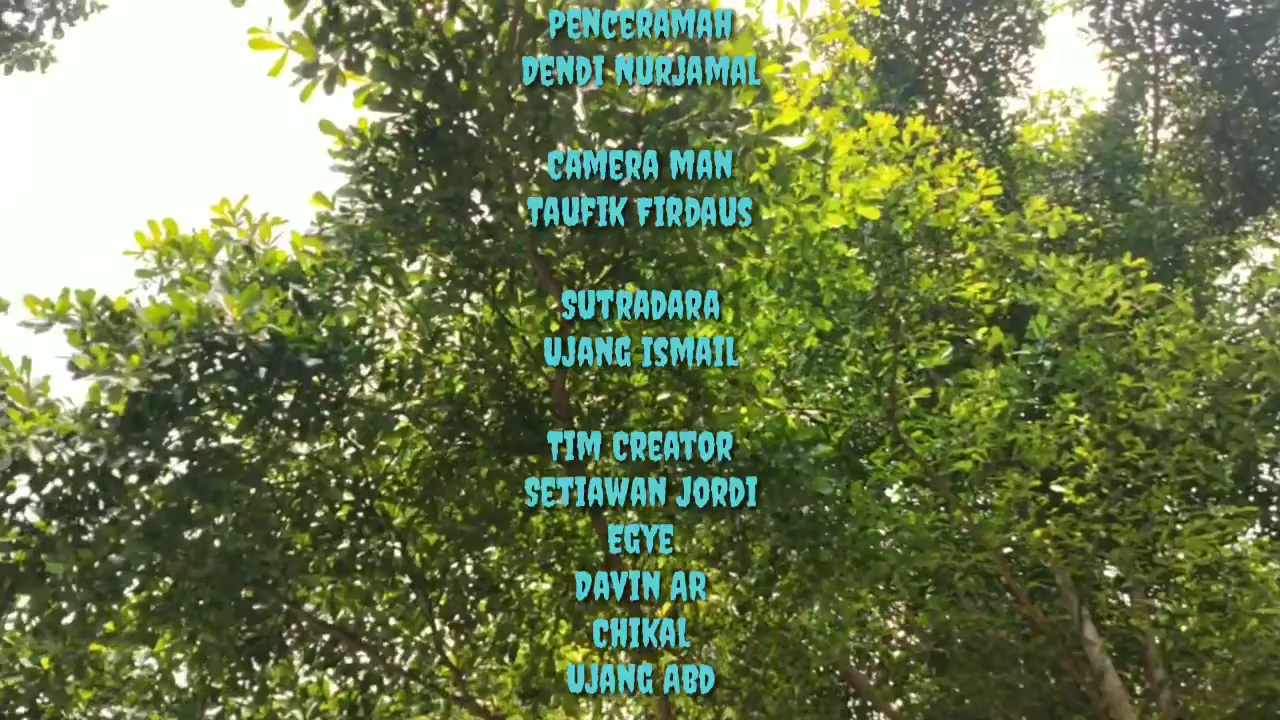 PENCERAMAH
DENDI NURJAMAL
CAMERA MAN
TAUFIK FIRDAUS
SUTRADARA
UJANG ISMAIL
TIM CREATOR
SETIAWAN JORDI
EGYE
DAVIN AR
CHIKAL
UJANG ABD